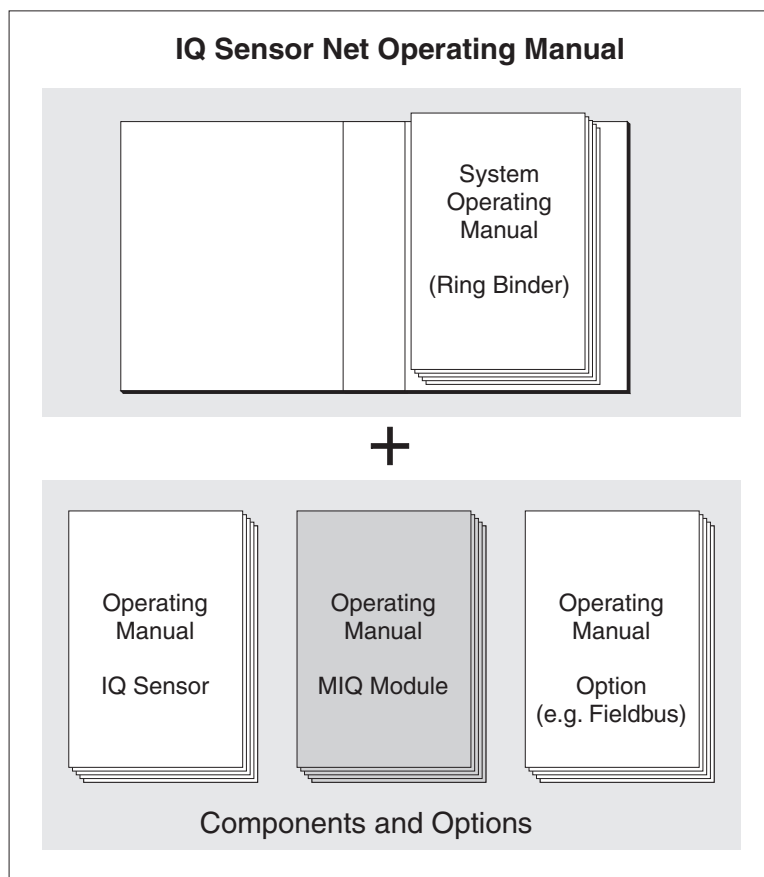 IQ Sensor Net Operating Manual
System
Operating
Manual
(Ring Binder)
+
Operating
Manual
IQ Sensor
Operating
Manual
MIQ Module
Operating
Manual
Option
(e.g. Fieldbus)
Components and Options